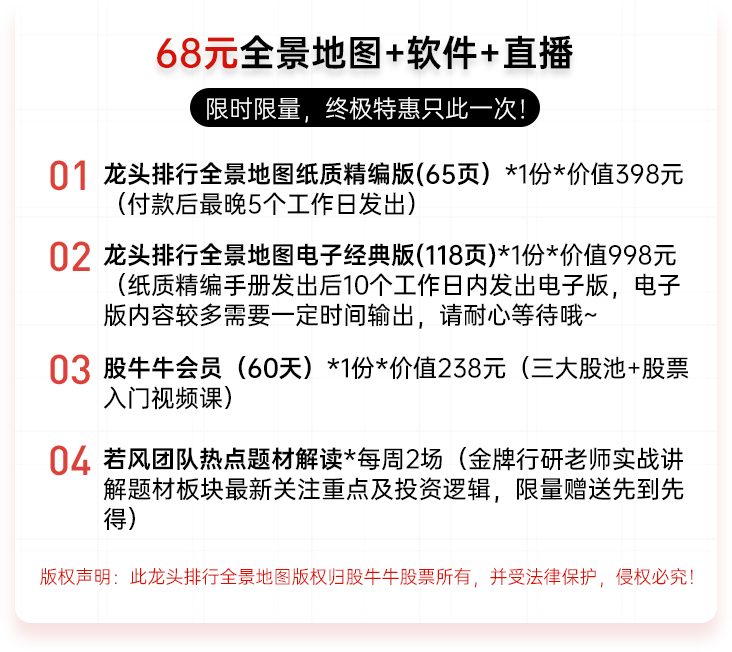 68元全景地图+软件+直播
限时限量，终极特惠只此一次！
01 龙头排行全景地图纸质精编版(65页）*1份*价值398元
（付款后最晚5个工作日发出）
02 龙头排行全景地图电子经典版(118页)*1份*价值998元
（纸质精编手册发出后10个工作日内发出电子版，电子
版内容较多需要一定时间输出，请耐心等待哦~
03 股牛牛会员（60天）*1份*价值238元（三大股池+股票
入门视频课）
04 若风团队热点题材解读*每周2场（金牌行研老师实战讲
解题材板块最新关注重点及投资逻辑，限量赠送先到先
得）
版权声明：此龙头排行全景地图版权归股牛牛股票所有，并受法律保护，侵权必究！